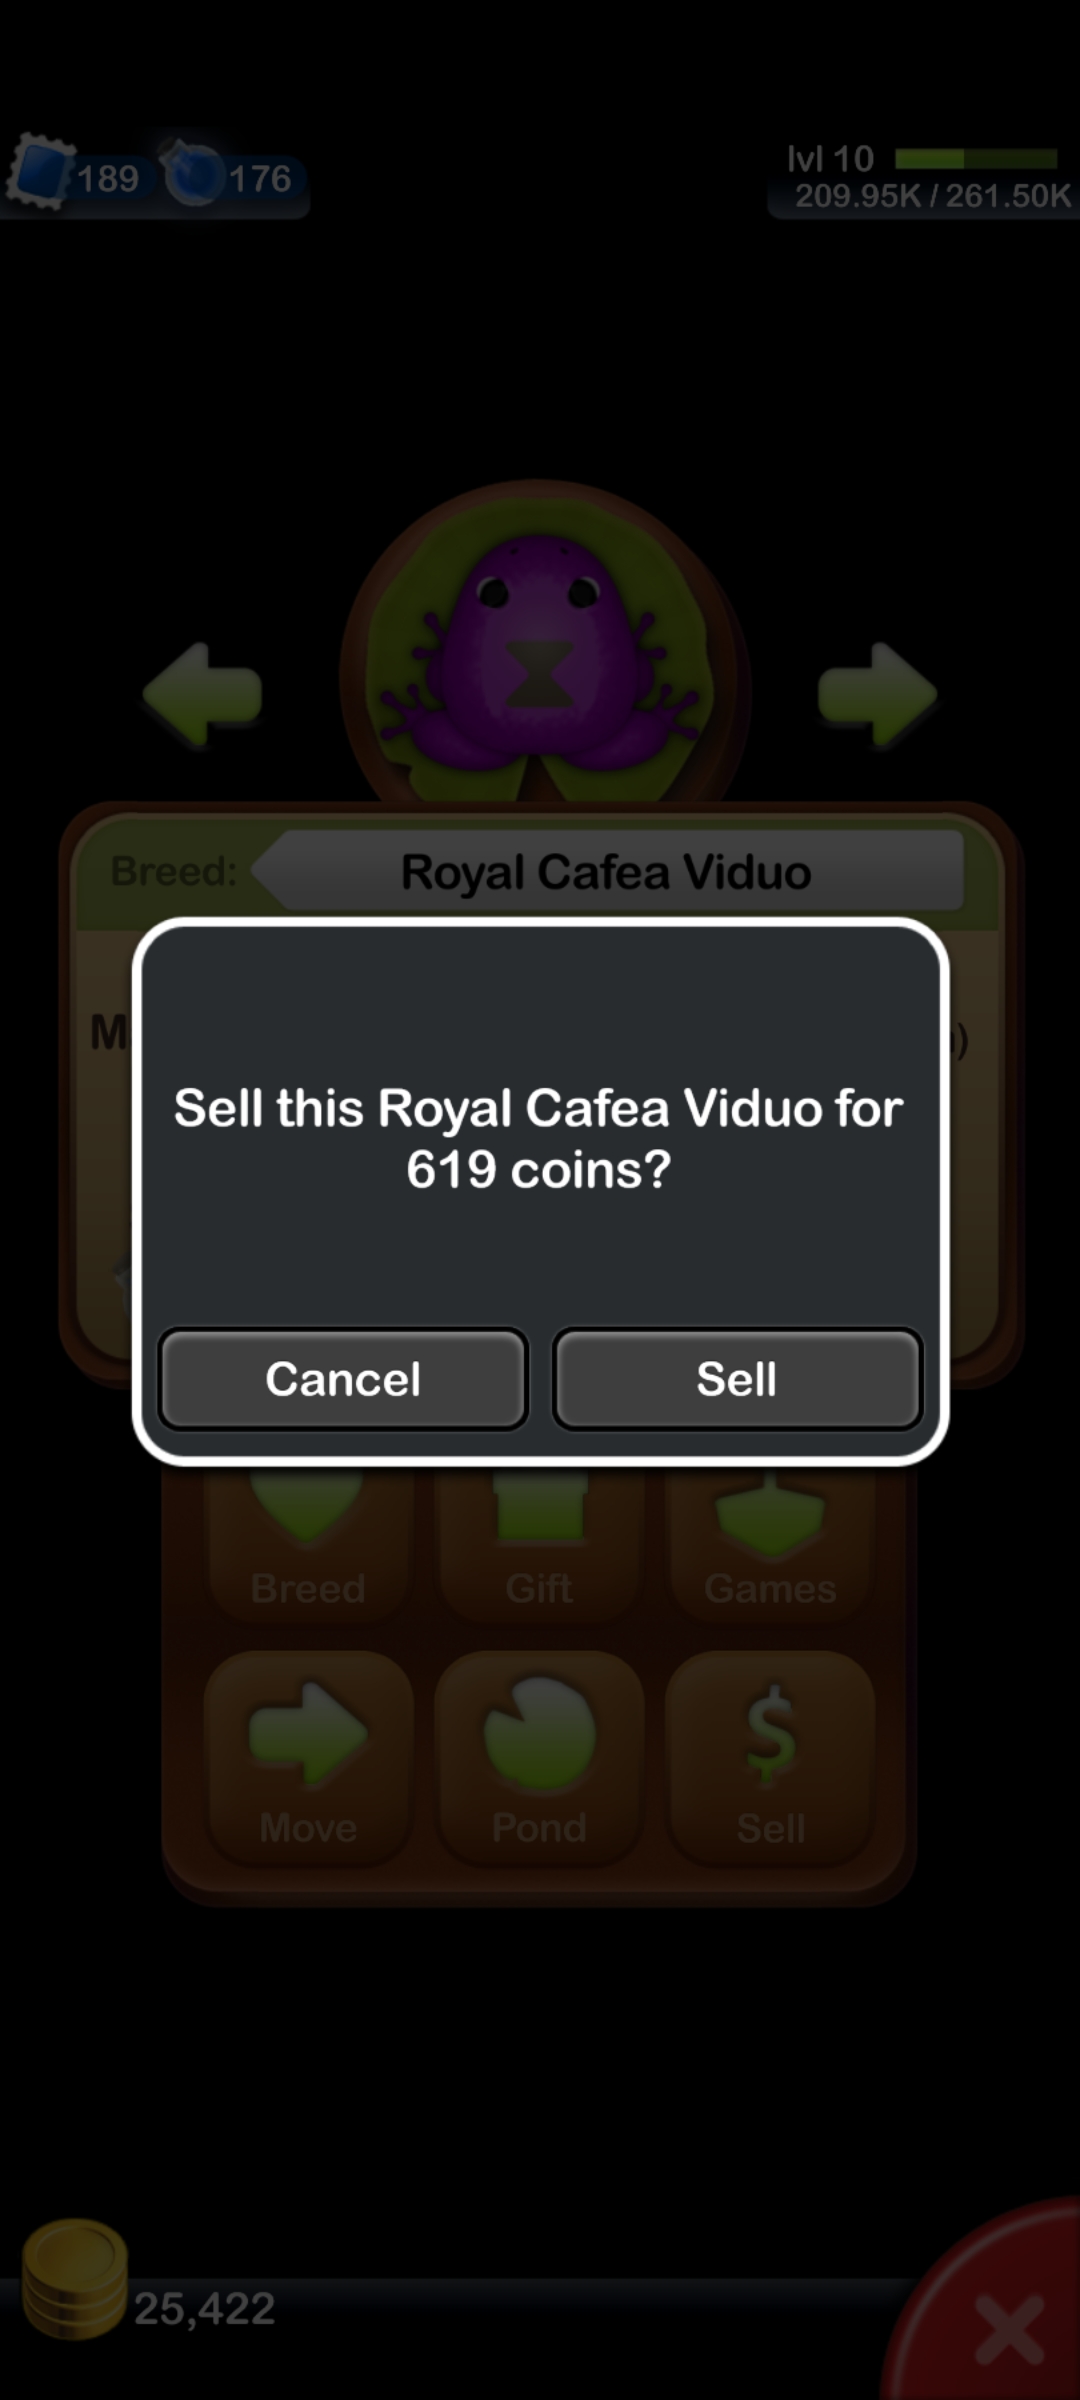 189 176
lvl 10
209.95K / 261.50K
Breed: Royal Cafea Viduo
M )
Sell this Royal Cafea Viduo for
619 coins?
Cancel Sell
Breed Gift Games
Move Pond Sell
25,422